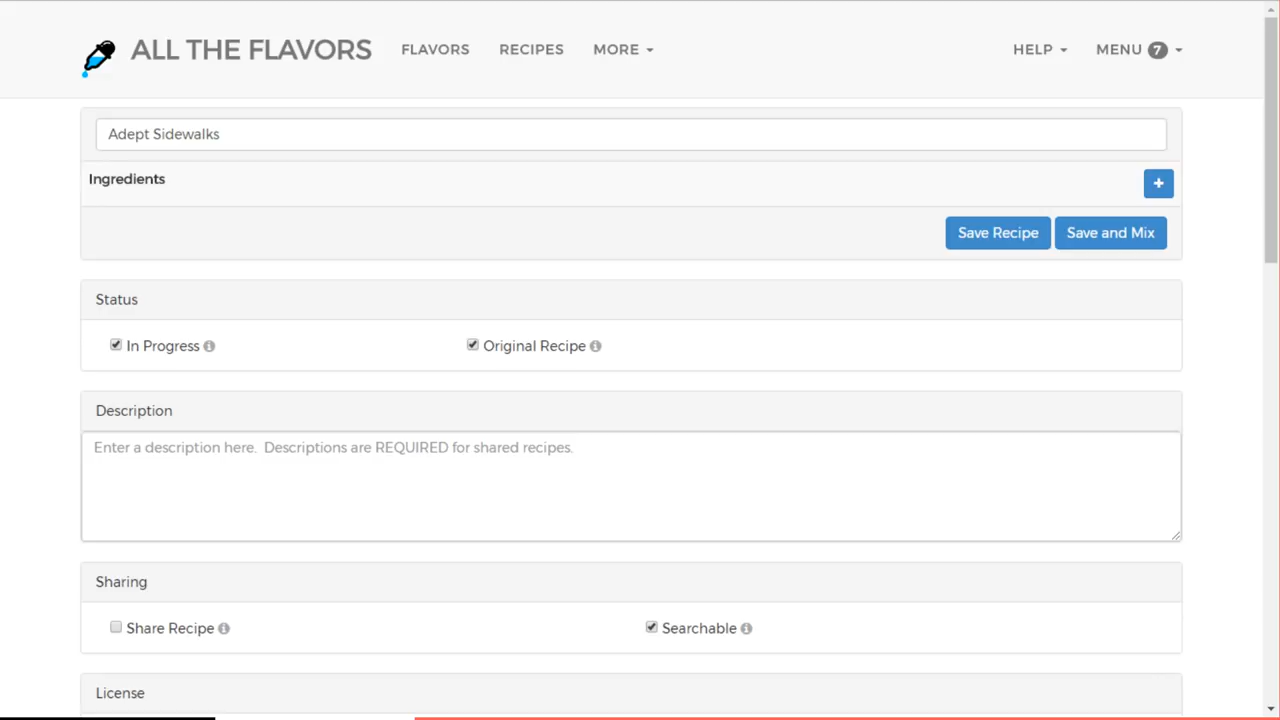 ALL THE FLAVORS FLAVORS RECIPES MORE HELP MENU 7
Adept Sidewalks
Ingredients
+
Save Recipe Save and Mix
Status
In Progress Original Recipe
Description
Enter a description here. Descriptions are REQUIRED for shared recipes.
Sharing
Share Recipe Searchable
License